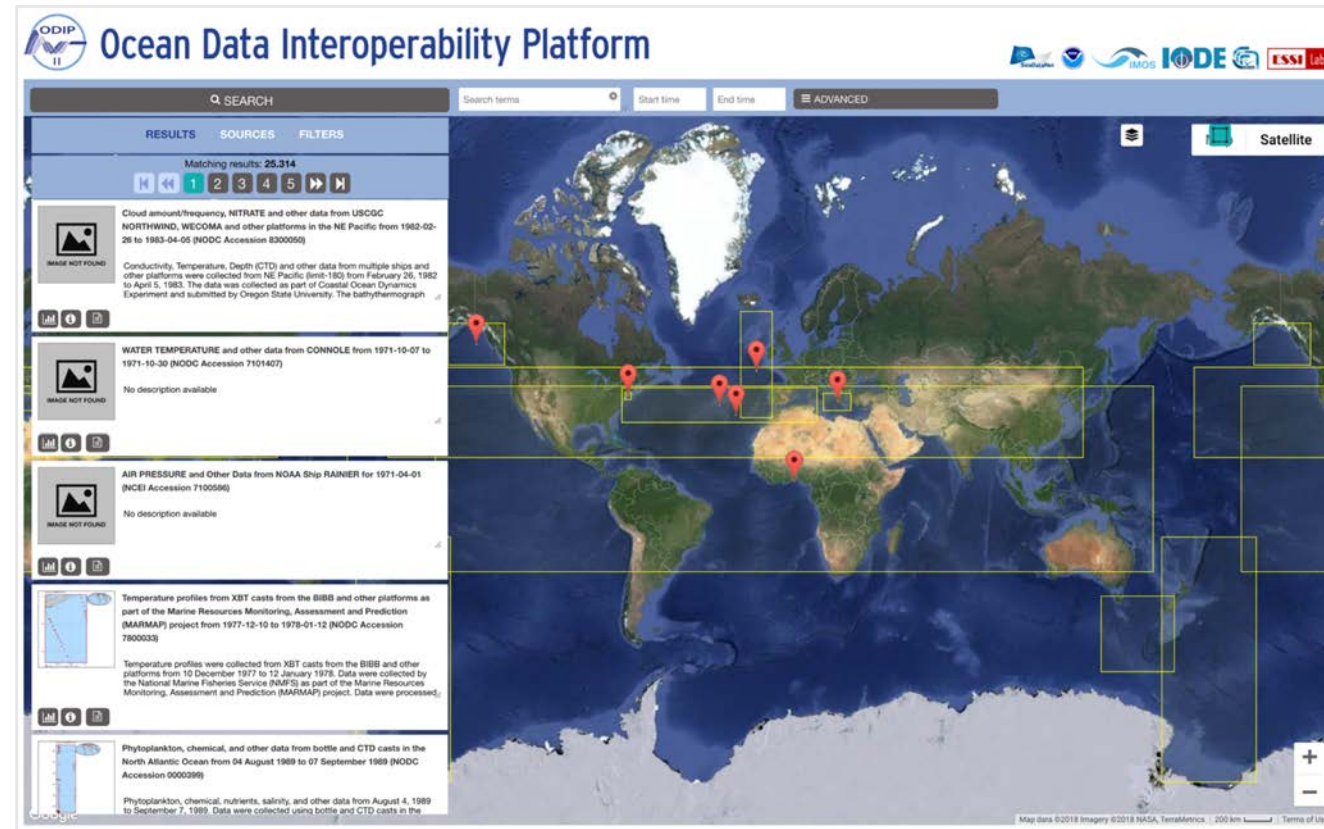 ODIP
II
Ocean Data Interoperability Platform
SeaDataNet
IMOS
IODE
ESSI Lab
SEARCH
Search terms
Start time
End time
ADVANCED
RESULTS SOURCES FILTERS
Matching results: 25.314
1 2 3 4 5
Satellite
IMAGE NOT FOUND
Cloud amount/frequency, NITRATE and other data from USCGC
NORTHWIND, WECOMA and other platforms in the NE Pacific from 1982-02-
26 to 1983-04-05 (NODC Accession 8300050)
Conductivity, Temperature, Depth (CTD) and other data from multiple ships and
other platforms were collected from NE Pacific (limit-180) from February 26, 1982
to April 5, 1983. The data was collected as part of Coastal Ocean Dynamics
Experiment and submitted by Oregon State University. The bathythermograph
IMAGE NOT FOUND
WATER TEMPERATURE and other data from CONNOLE from 1971-10-07 to
1971-10-30 (NODC Accession 7101407)
No description available
IMAGE NOT FOUND
AIR PRESSURE and Other Data from NOAA Ship RAINIER for 1971-04-01
(NCEI Accession 7100586)
No description available
Temperature profiles from XBT casts from the BIBB and other platforms as
part of the Marine Resources Monitoring, Assessment and Prediction
(MARMAP) project from 1977-12-10 to 1978-01-12 (NODC Accession
7800033)
Temperature profiles were collected from XBT casts from the BIBB and other
platforms from 10 December 1977 to 12 January 1978. Data were collected by
the National Marine Fisheries Service (NMFS) as part of the Marine Resources
Monitoring, Assessment and Prediction (MARMAP) project. Data were processed
Phytoplankton, chemical, and other data from bottle and CTD casts in the
North Atlantic Ocean from 04 August 1989 to 07 September 1989 (NODC
Accession 0000399)
Phytoplankton, chemical, nutrients, salinity, and other data from August 4, 1989
to September 7, 1989. Data were collected using bottle and CTD casts in the
Google
Map data ©2018 Imagery ©2018 NASA, TerraMetrics 200 km Terms of Us